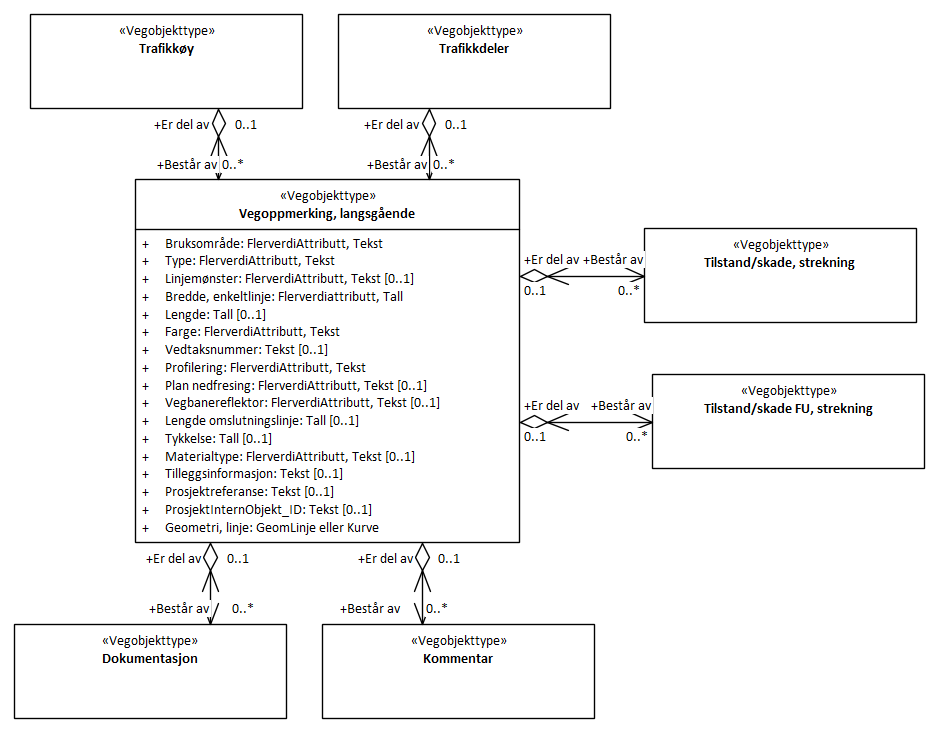 «Vegobjekttype»
Trafikkøy
«Vegobjekttype»
Trafikkdeler
+Er del av 0..1
+Består av 0..*
+Er del av 0..1
+Består av 0..*
«Vegobjekttype»
Vegoppmerking, langsgående
+ Bruksområde: FlerverdiAttributt, Tekst
+ Type: FlerverdiAttributt, Tekst
+ Linjemønster: FlerverdiAttributt, Tekst [0..1]
+ Bredde, enkeltlinje: Flerverdiattributt, Tall
+ Lengde: Tall [0..1]
+ Farge: FlerverdiAttributt, Tekst
+ Vedtaksnummer: Tekst [0..1]
+ Profilering: FlerverdiAttributt, Tekst
+ Plan nedfresing: FlerverdiAttributt, Tekst [0..1]
+ Vegbanereflektor: FlerverdiAttributt, Tekst [0..1]
+ Lengde omslutningslinje: Tall [0..1]
+ Tykkelse: Tall [0..1]
+ Materialtype: FlerverdiAttributt, Tekst [0..1]
+ Tilleggsinformasjon: Tekst [0..1]
+ Prosjektreferanse: Tekst [0..1]
+ ProsjektInternObjekt_ID: Tekst [0..1]
+ Geometri, linje: GeomLinje eller Kurve
+Er del av +Består av
0..1 0..*
«Vegobjekttype»
Tilstand/skade, strekning
+Er del av +Består av
0..1 0..*
«Vegobjekttype»
Tilstand/skade FU, strekning
+Er del av 0..1
+Består av 0..*
+Er del av 0..1
+Består av 0..*
«Vegobjekttype»
Dokumentasjon
«Vegobjekttype»
Kommentar